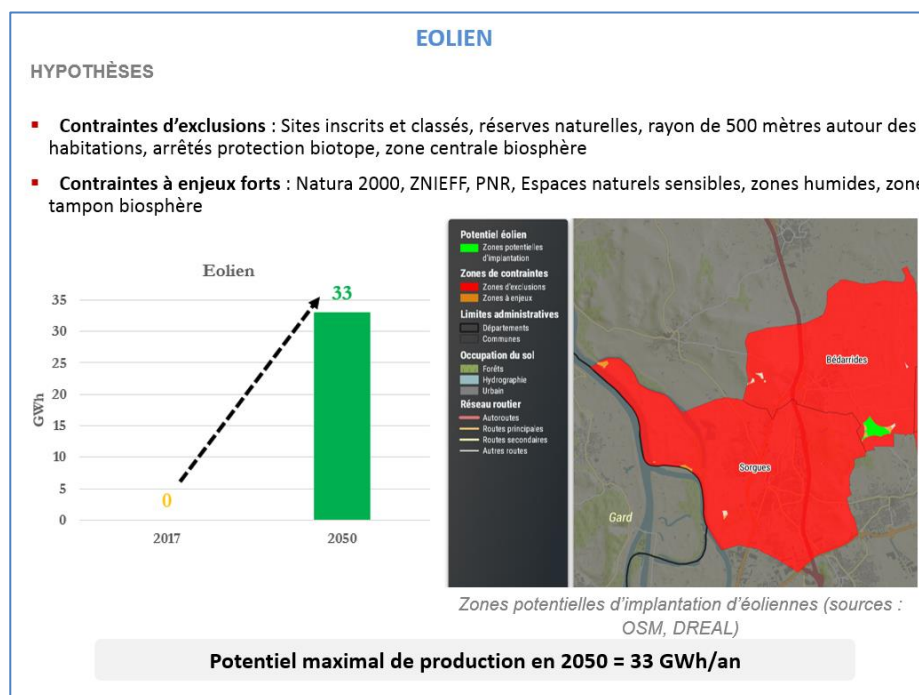 EOLIEN
HYPOTHÈSES
▪ Contraintes d'exclusions : Sites inscrits et classés, réserves naturelles, rayon de 500 mètres autour des
habitations, arrêtés protection biotope, zone centrale biosphère
▪ Contraintes à enjeux forts : Natura 2000, ZNIEFF, PNR, Espaces naturels sensibles, zones humides, zone
tampon biosphère
Eolien
GWh
35
30
25
20
15
10
5
0
0
33
2017
2050
Potentiel éolien
Zones potentielles
d'implantation
Zones de contraintes
Zones d'exclusions
Zones à enjeux
Limites administratives
Départements
Communes
Occupation du sol
Forêts
Hydrographie
Urbain
Réseau routier
Autoroutes
Routes principales
Routes secondaires
Autres routes
Bédarrides
Sorgues
Gard
Zones potentielles d'implantation d'éoliennes (sources :
OSM, DREAL)
Potentiel maximal de production en 2050 = 33 GWh/an